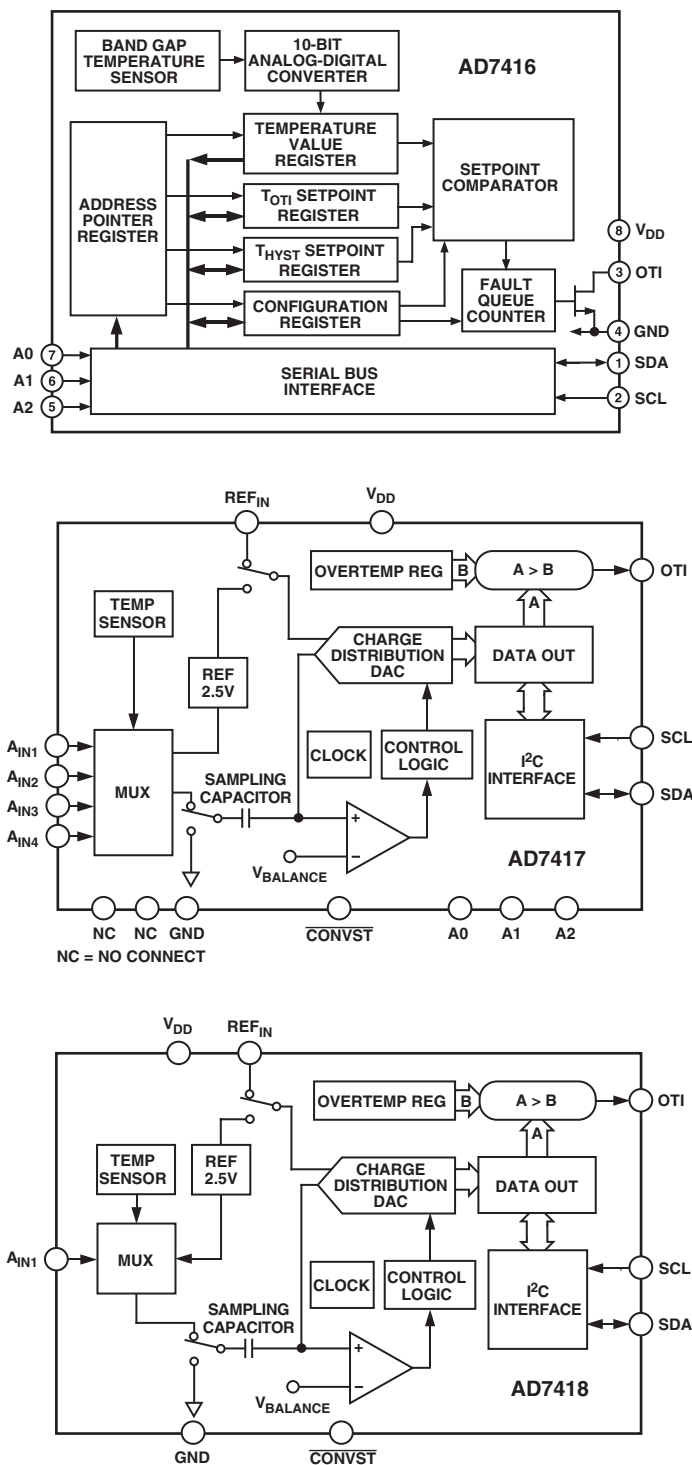 BAND GAP
TEMPERATURE
SENSOR
10-BIT
ANALOG-DIGITAL
CONVERTER
AD7416
ADDRESS
POINTER
REGISTER
TEMPERATURE
VALUE
REGISTER
SETPOINT
COMPARATOR
TOTI SETPOINT
REGISTER
THYST SETPOINT
REGISTER
CONFIGURATION
REGISTER
FAULT
QUEUE
COUNTER
8 VDD
3 OTI
4 GND
1 SDA
2 SCL
A0 7
A1 6
A2 5
SERIAL BUS
INTERFACE
REFIN
VDD
OVERTEMP REG
B
A > B
OTI
A
TEMP
SENSOR
REF
2.5V
CHARGE
DISTRIBUTION
DAC
DATA OUT
AIN1
AIN2
AIN3
AIN4
MUX
SAMPLING
CAPACITOR
CLOCK
CONTROL
LOGIC
I2C
INTERFACE
SCL
SDA
+
−
VBALANCE
AD7417
NC
NC
GND
CONVST
A0
A1
A2
NC = NO CONNECT
VDD
REFIN
OVERTEMP REG
B
A > B
OTI
A
TEMP
SENSOR
REF
2.5V
CHARGE
DISTRIBUTION
DAC
DATA OUT
AIN1
MUX
SAMPLING
CAPACITOR
CLOCK
CONTROL
LOGIC
I2C
INTERFACE
SCL
SDA
+
−
VBALANCE
AD7418
GND
CONVST